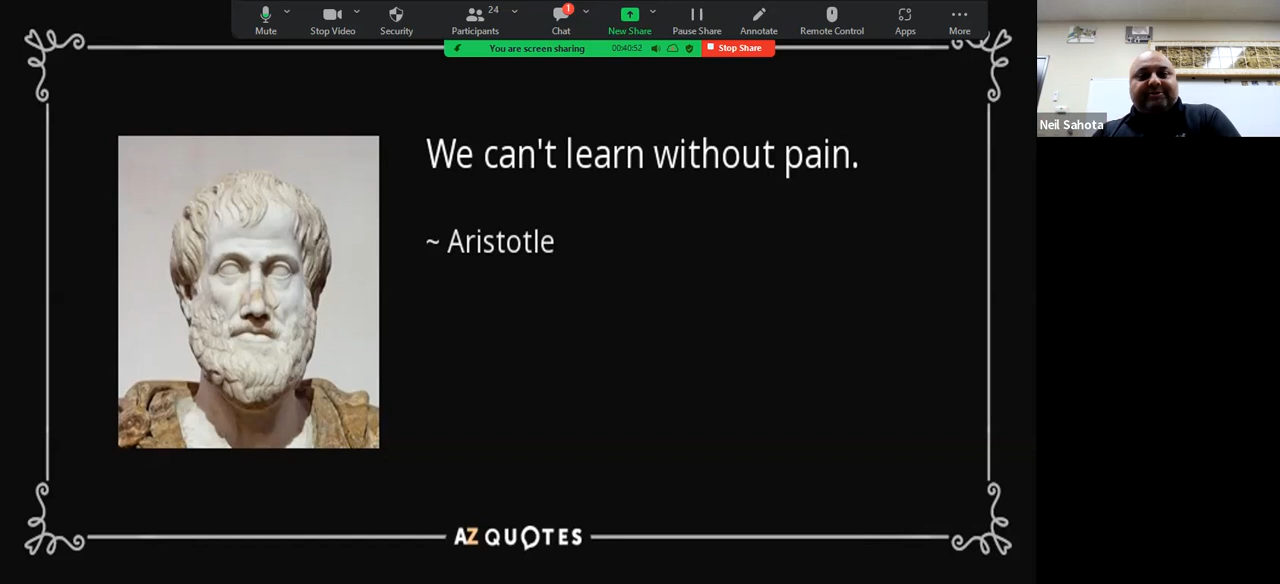 Mute
Stop Video
Security
24
Participants
1
Chat
New Share
Pause Share
Annotate
Remote Control
Apps
More
You are screen sharing
00:40:52
Stop Share
Neil Sahota
We can't learn without pain.
~ Aristotle
AZ QUOTES